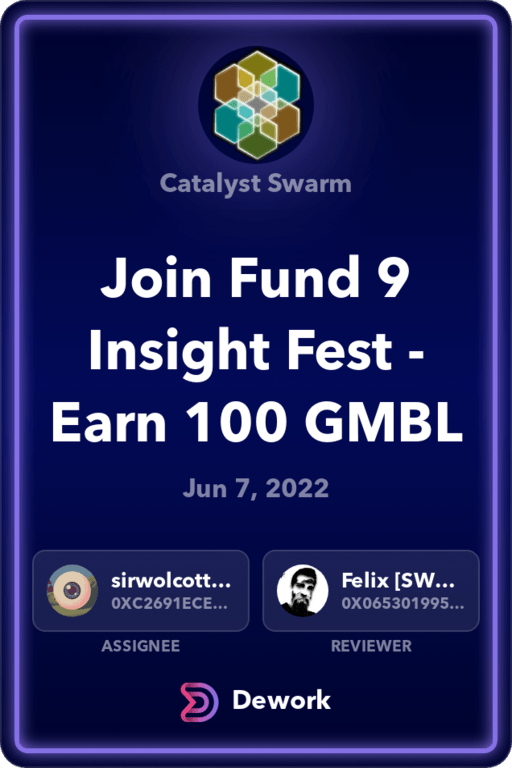 Catalyst Swarm
Join Fund 9
Insight Fest -
Earn 100 GMBL
Jun 7, 2022
sirwolcott...
0XC2691ECE...
ASSIGNEE
Felix [SW...
0X065301995...
REVIEWER
Dework